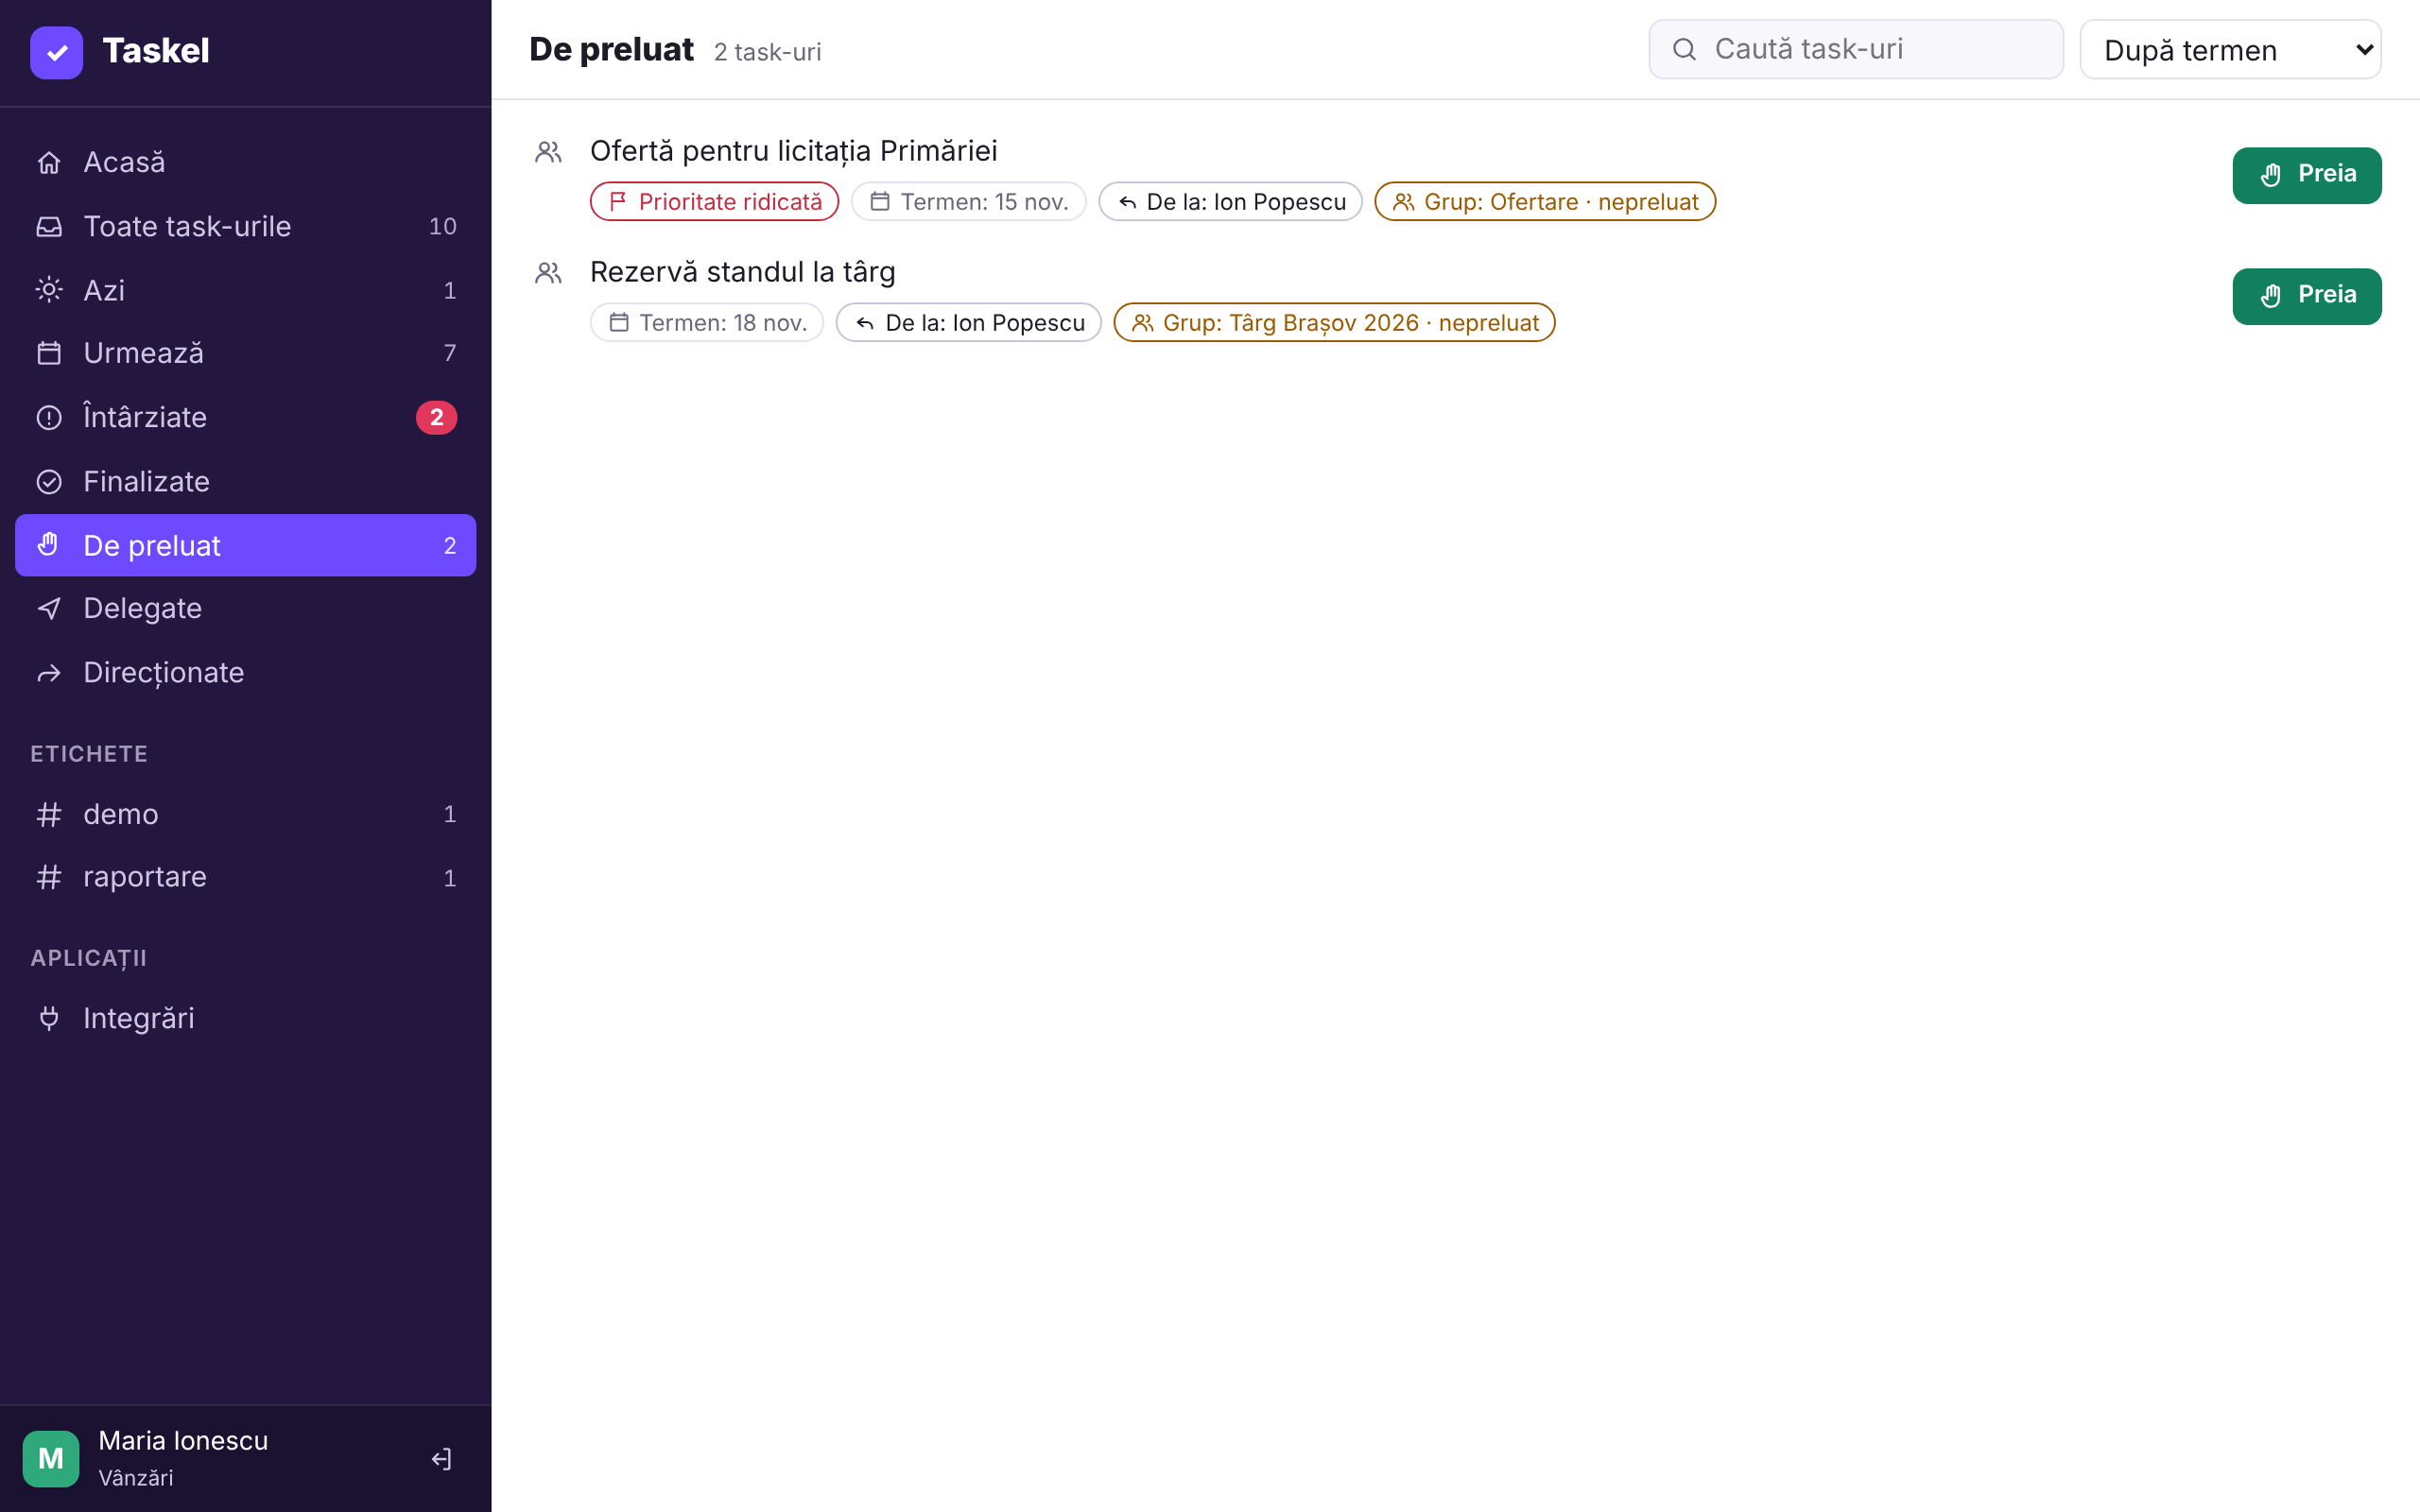 Taskel
Acasă
Toate task-urile 10
Azi 1
Urmează 7
Întârziate 2
Finalizate
De preluat 2
Delegate
Direcționate
ETICHETE
demo 1
raportare 1
APLICAȚII
Integrări
M
Maria Ionescu
Vânzări
De preluat 2 task-uri
Caută task-uri
După termen
Ofertă pentru licitația Primăriei
Prioritate ridicată Termen: 15 nov. De la: Ion Popescu Grup: Ofertare · nepreluat
Preia
Rezervă standul la târg
Termen: 18 nov. De la: Ion Popescu Grup: Târg Brașov 2026 · nepreluat
Preia